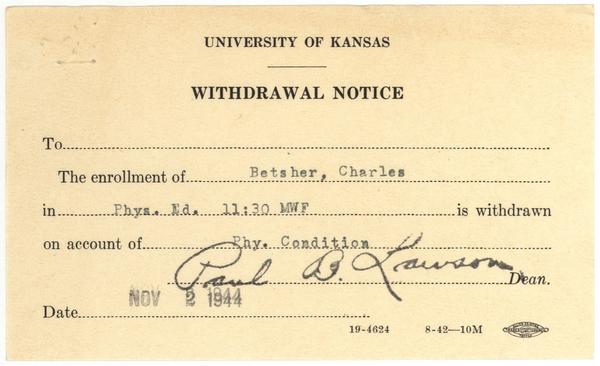 UNIVERSITY OF KANSAS
WITHDRAWAL NOTICE
To
The enrollment of Betsher, Charles
in Phys. Ed. 11:30 MWF is withdrawn
on account of Phy. Condition
Paul B. Lawson Dean.
Date NOV 2 1944
19-4624 8-42—10M